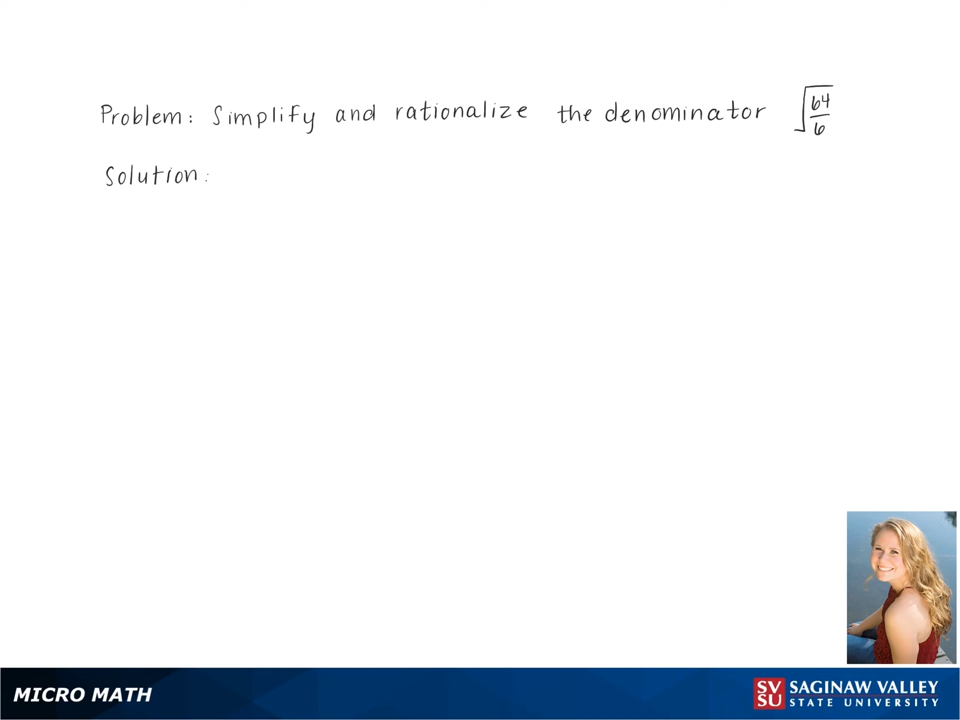 Problem: Simplify and rationalize the denominator √(64/6)
Solution:
MICRO MATH
SV SU SAGINAW VALLEY STATE UNIVERSITY